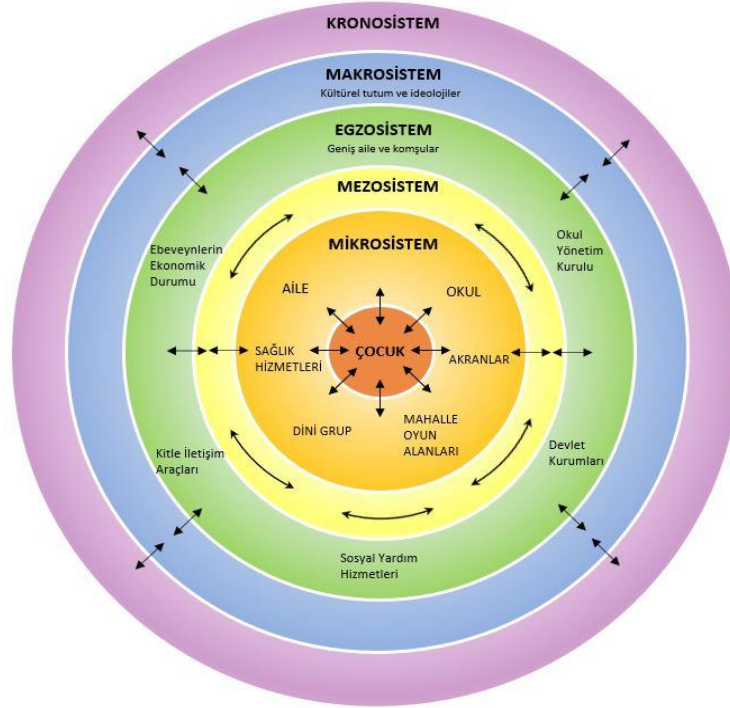 KRONOSİSTEM
MAKROSİSTEM
Kültürel tutum ve ideolojiler
EGZOSİSTEM
Geniş aile ve komşular
MEZOSİSTEM
MİKROSİSTEM
Ebeveynlerin
Ekonomik
Durumu
Okul
Yönetim
Kurulu
AİLE
OKUL
SAĞLIK
HİZMETLERİ
ÇOCUK
AKRANLAR
DİNİ GRUP
MAHALLE
OYUN
ALANLARI
Kitle İletişim
Araçları
Devlet
Kurumları
Sosyal Yardım
Hizmetleri